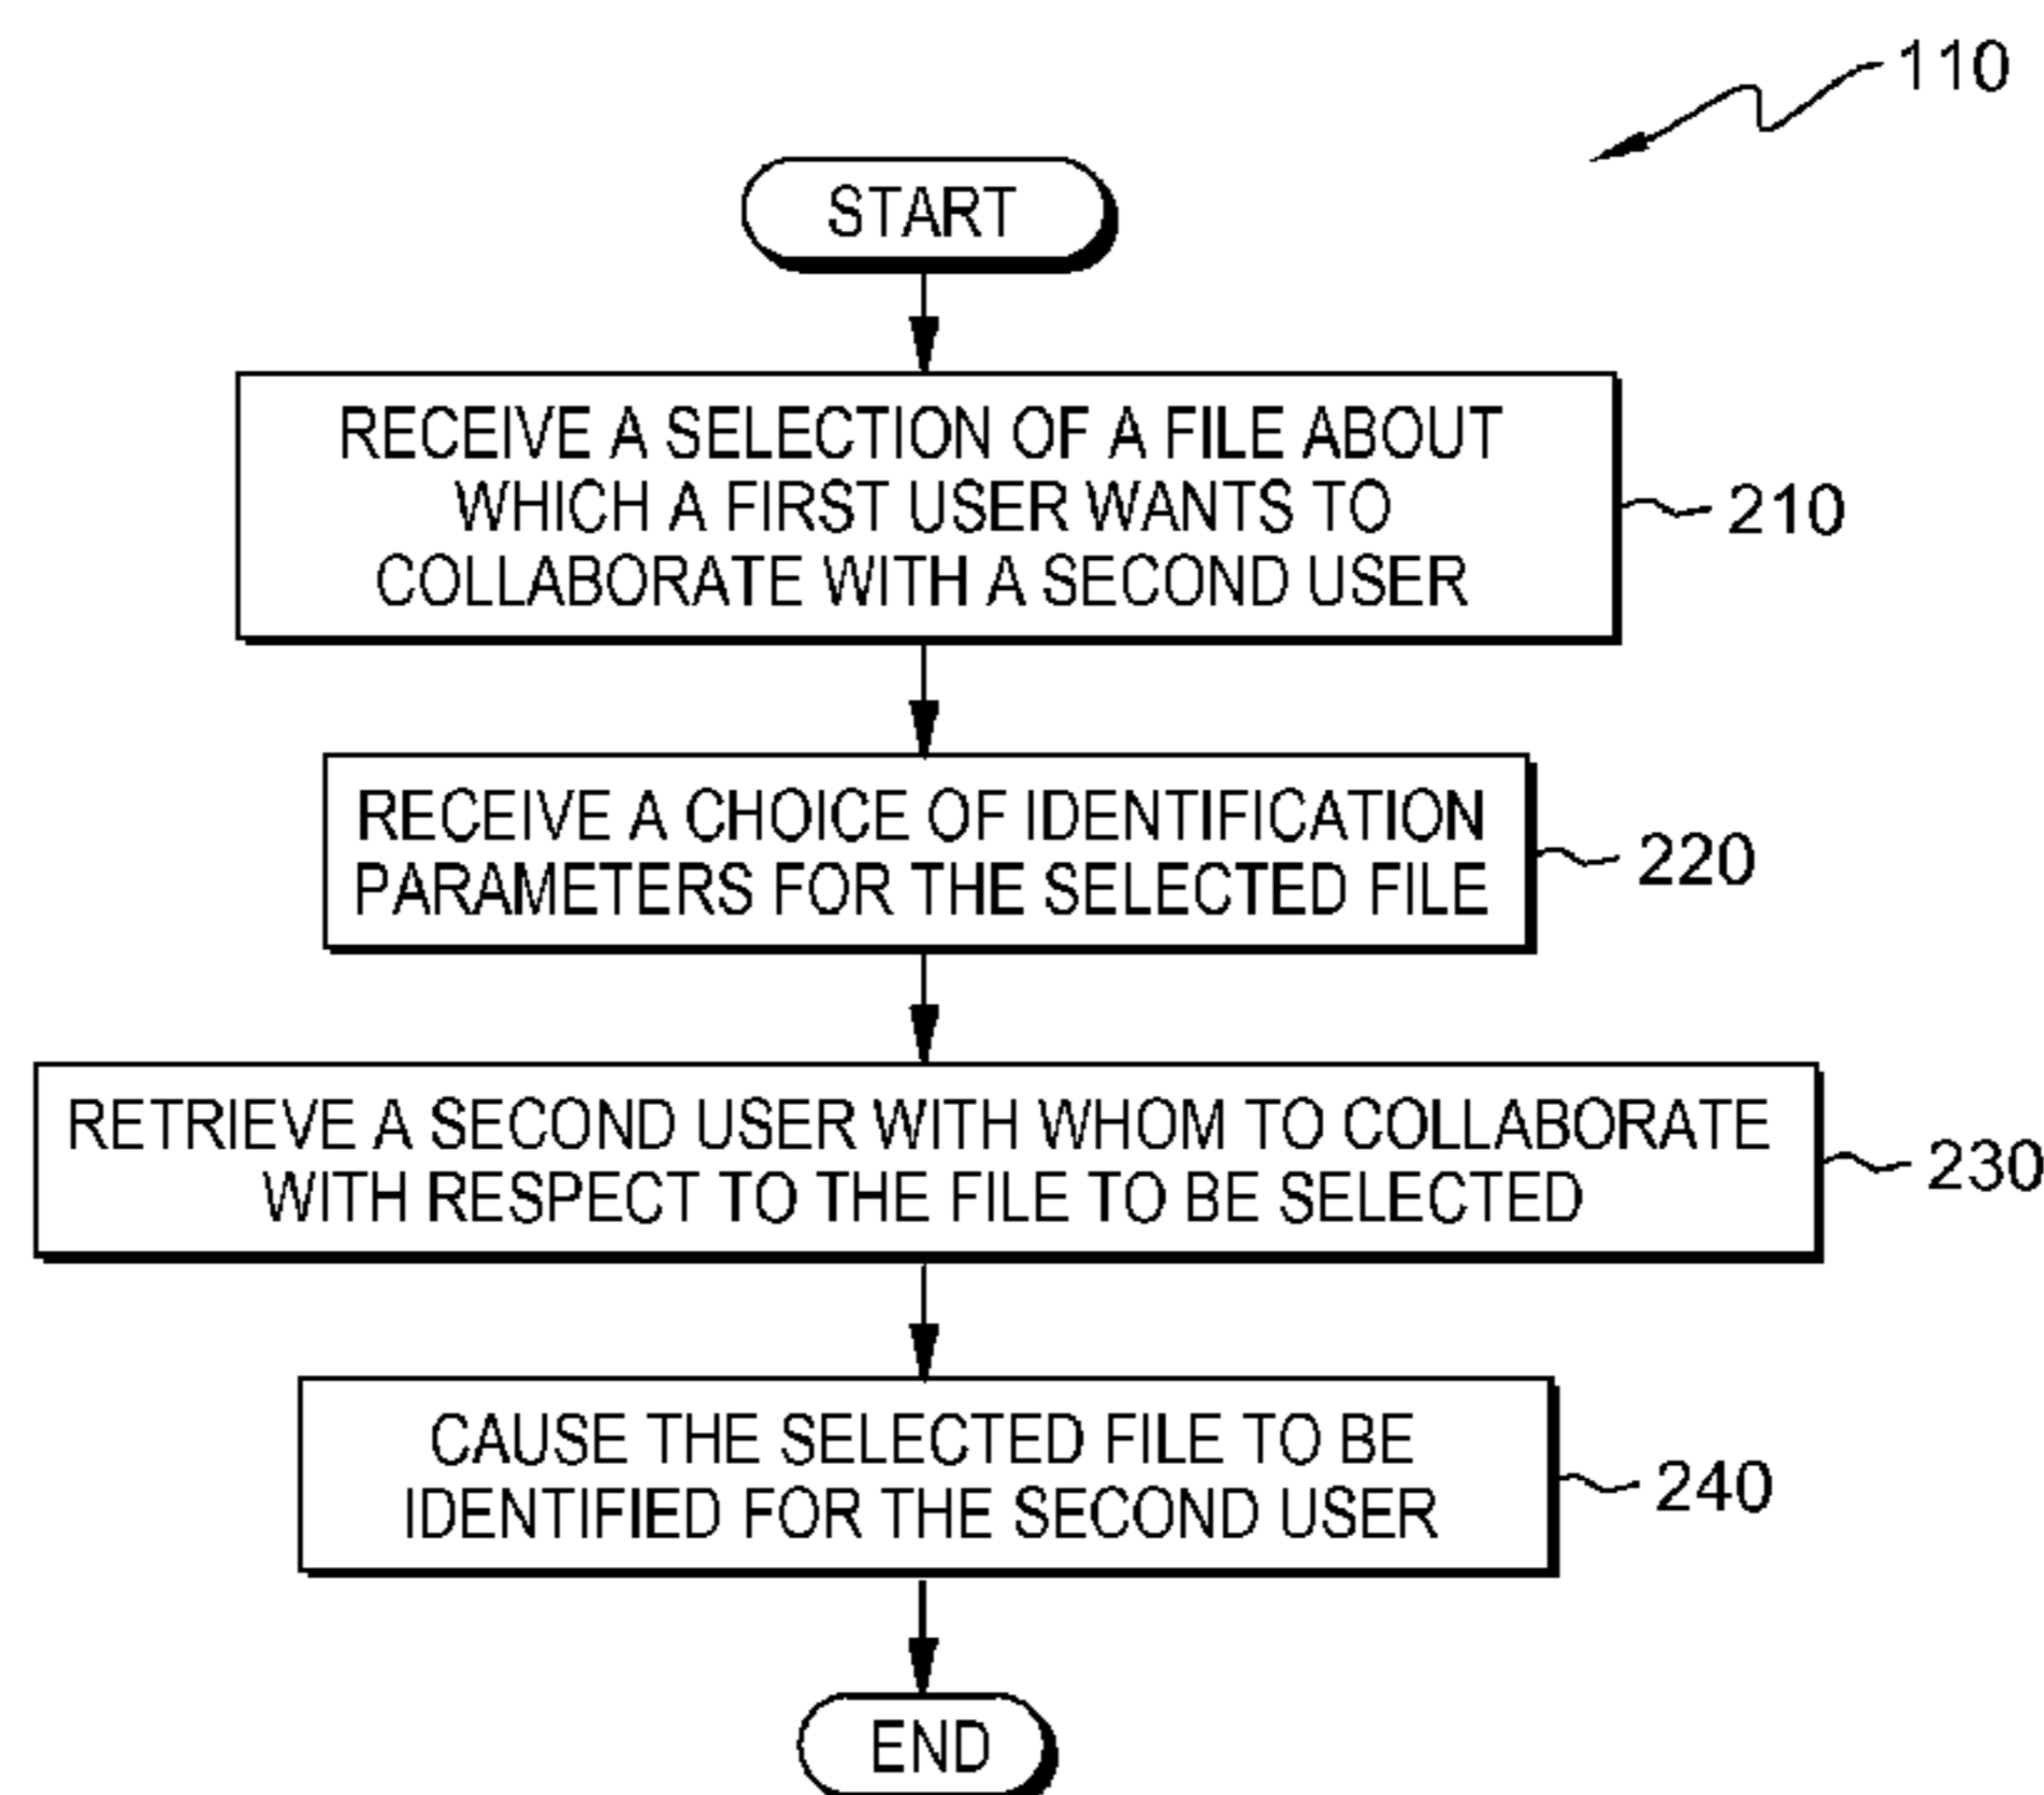 110
START
RECEIVE A SELECTION OF A FILE ABOUT
WHICH A FIRST USER WANTS TO
COLLABORATE WITH A SECOND USER
210
RECEIVE A CHOICE OF IDENTIFICATION
PARAMETERS FOR THE SELECTED FILE
220
RETRIEVE A SECOND USER WITH WHOM TO COLLABORATE
WITH RESPECT TO THE FILE TO BE SELECTED
230
CAUSE THE SELECTED FILE TO BE
IDENTIFIED FOR THE SECOND USER
240
END